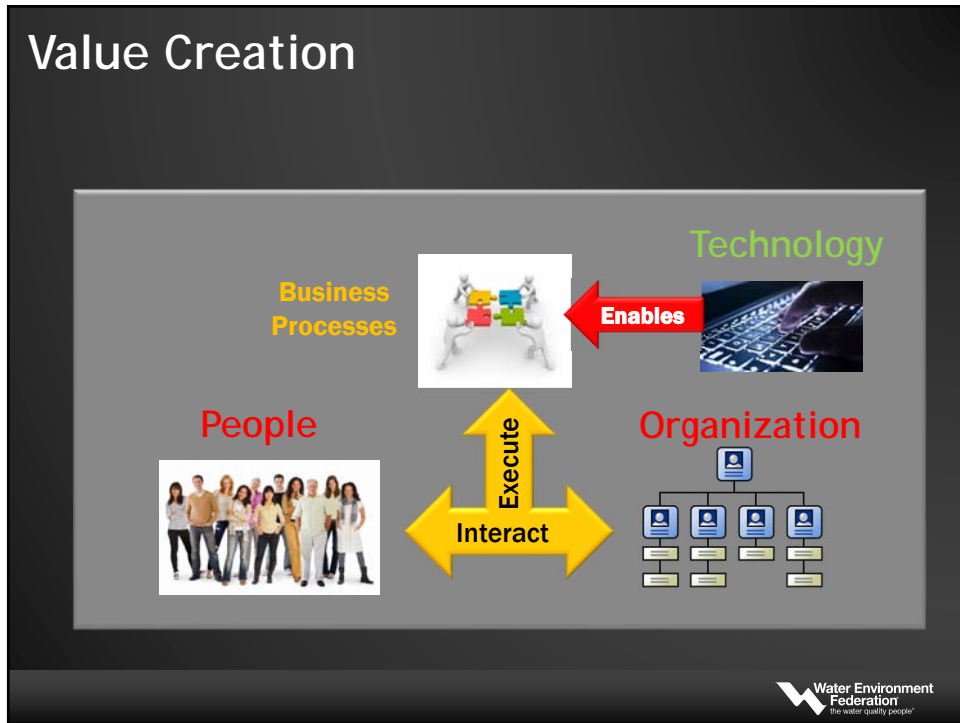 Value Creation
Technology
Business
Processes
Enables
People
Organization
Execute
Interact
Water Environment
Federation
the water quality people®